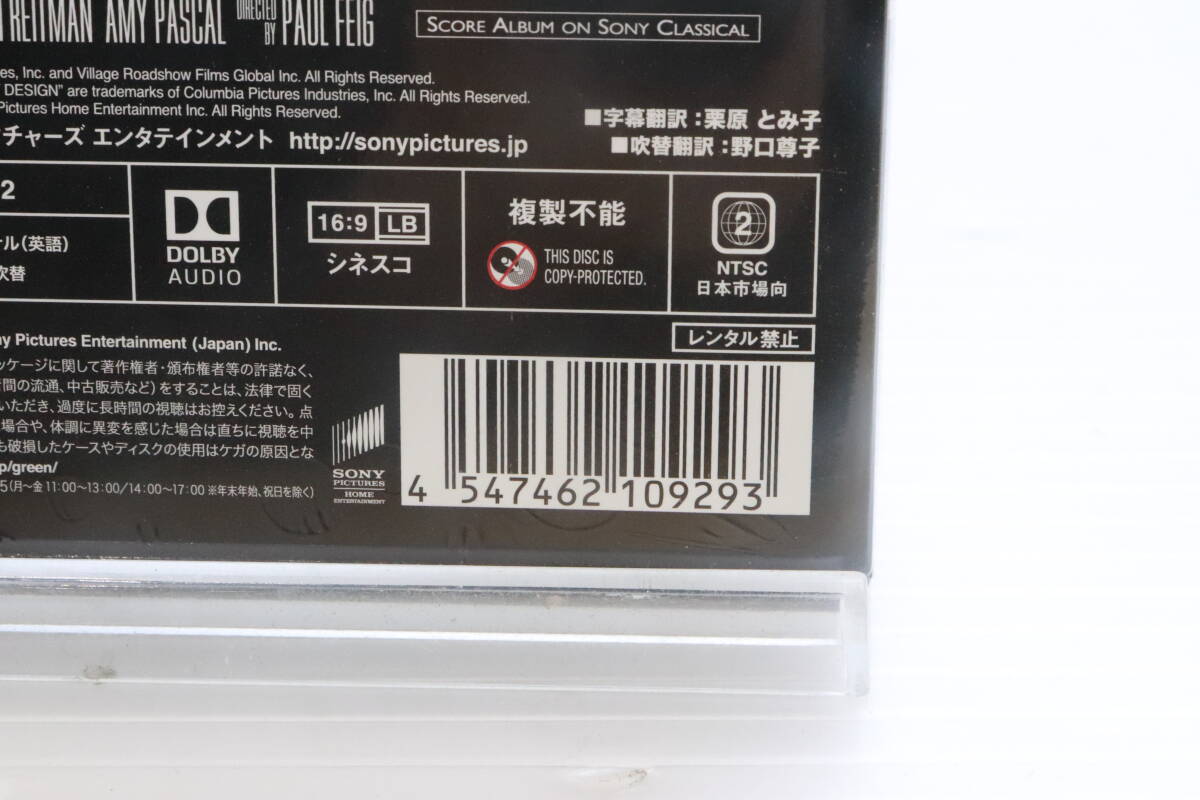 REITMAN AMY PASCAL DIRECTED BY PAUL FEIG
SCORE ALBUM ON SONY CLASSICAL
es, Inc. and Village Roadshow Films Global Inc. All Rights Reserved.
DESIGN" are trademarks of Columbia Pictures Industries, Inc. All Rights Reserved.
Pictures Home Entertainment Inc. All Rights Reserved.
チャーズ エンタテインメント http://sonypictures.jp
■字幕翻訳：栗原 とみ子
■吹替翻訳：野口尊子
2
ナル（英語）
吹替
DOLBY
AUDIO
16:9 LB
シネスコ
複製不能
THIS DISC IS
COPY-PROTECTED.
2
NTSC
日本市場向
レンタル禁止
ny Pictures Entertainment (Japan) Inc.
ッケージに関して著作権者・頒布権者等の許諾なく、
間の流通、中古販売など）をすることは、法律で固く
いただき、過度に長時間の視聴はお控えください。点
場合や、体調に異変を感じた場合は直ちに視聴を中
も破損したケースやディスクの使用はケガの原因とな
p/green/
5（月～金 11:00～13:00/14:00～17:00 ※年末年始、祝日を除く）
SONY
PICTURES
HOME
ENTERTAINMENT
4 547462 109293